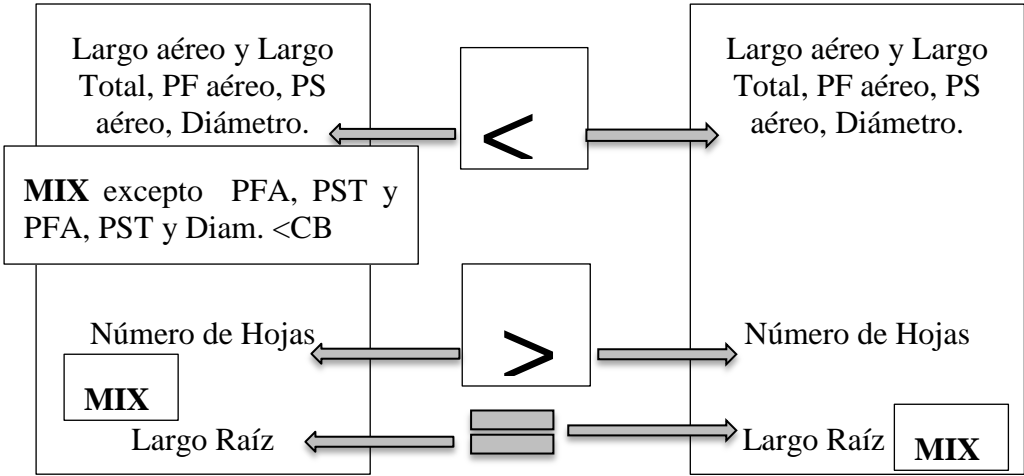 Largo aéreo y Largo
Total, PF aéreo, PS
aéreo, Diámetro.
MIX excepto PFA, PST y
PFA, PST y Diam. <CB
Número de Hojas
MIX
Largo Raíz
<
>
=
Largo aéreo y Largo
Total, PF aéreo, PS
aéreo, Diámetro.
Número de Hojas
Largo Raíz MIX